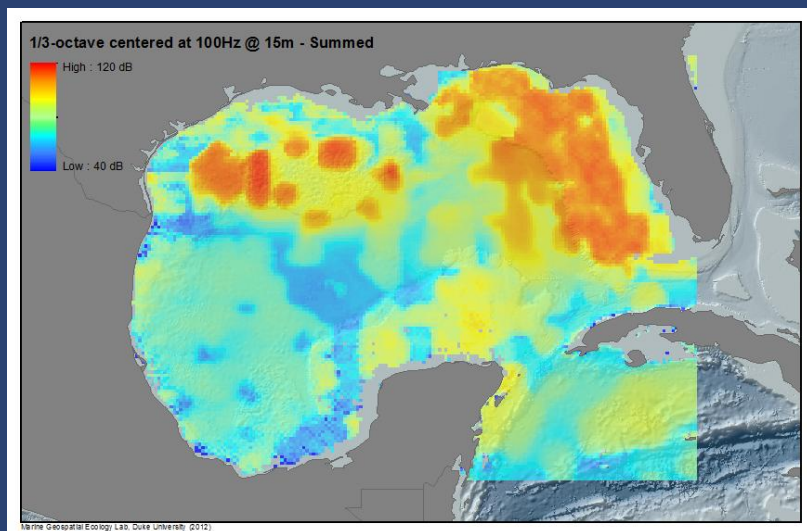 1/3-octave centered at 100Hz @ 15m - Summed
High : 120 dB
Low : 40 dB
Marine Geospatial Ecology Lab, Duke University (2012)